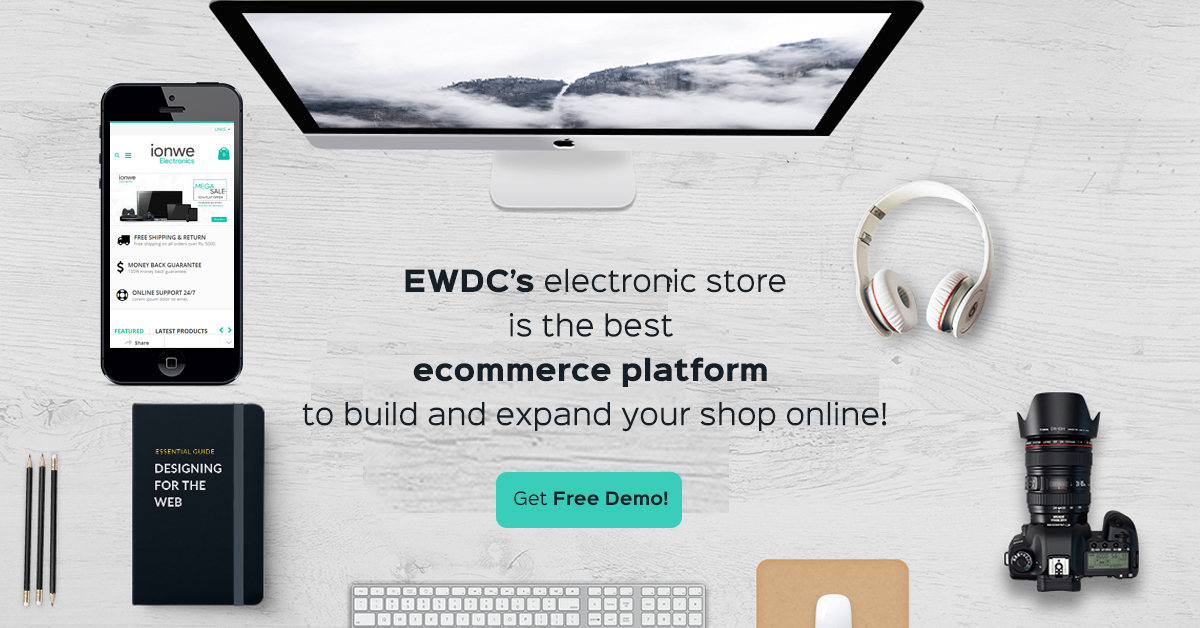 LINKS
ionwe
Electronics
ionwe
MEGA
SALE
FREE SHIPPING & RETURN
Free shipping on all orders over Rs. 5000.
$ MONEY BACK GUARANTEE
100% money back guarantee.
ONLINE SUPPORT 24/7
Lorem ipsum dolor sit amet.
FEATURED LATEST PRODUCTS
Share
EWDC's electronic store
is the best
ecommerce platform
to build and expand your shop online!
Get Free Demo!
ESSENTIAL GUIDE
DESIGNING
FOR THE
WEB